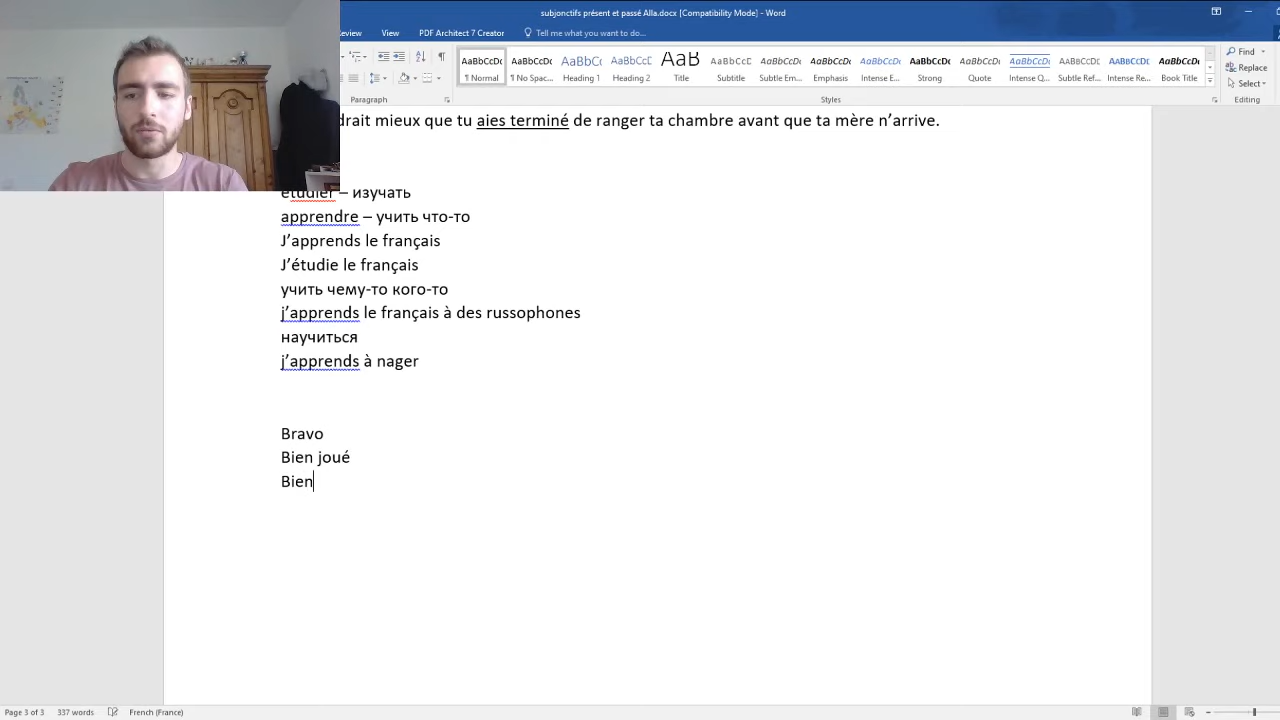 subjonctifs présent et passé Alla.docx [Compatibility Mode] - Word
eview View PDF Architect 7 Creator Tell me what you want to do...
Find
Replace
Select
AaBbCcDc AaBbCcDc AaBbCc AaBbCcC AaB AaBbCcD AaBbCcDc AaBbCcDc AaBbCcDc AaBbCcDc AaBbCcDc AaBbCcDc AaBbCcDc AaBbCcDc AaBbCcDc
¶ Normal ¶ No Spac... Heading 1 Heading 2 Title Subtitle Subtle Em... Emphasis Intense E... Strong Quote Intense Q... Subtle Ref... Intense Re... Book Title
Paragraph Styles Editing
drait mieux que tu aies terminé de ranger ta chambre avant que ta mère n’arrive.
étudier – изучать
apprendre – учить что-то
J’apprends le français
J’étudie le français
учить чему-то кого-то
j’apprends le français à des russophones
научиться
j’apprends à nager
Bravo
Bien joué
Bien
Page 3 of 3 337 words French (France)